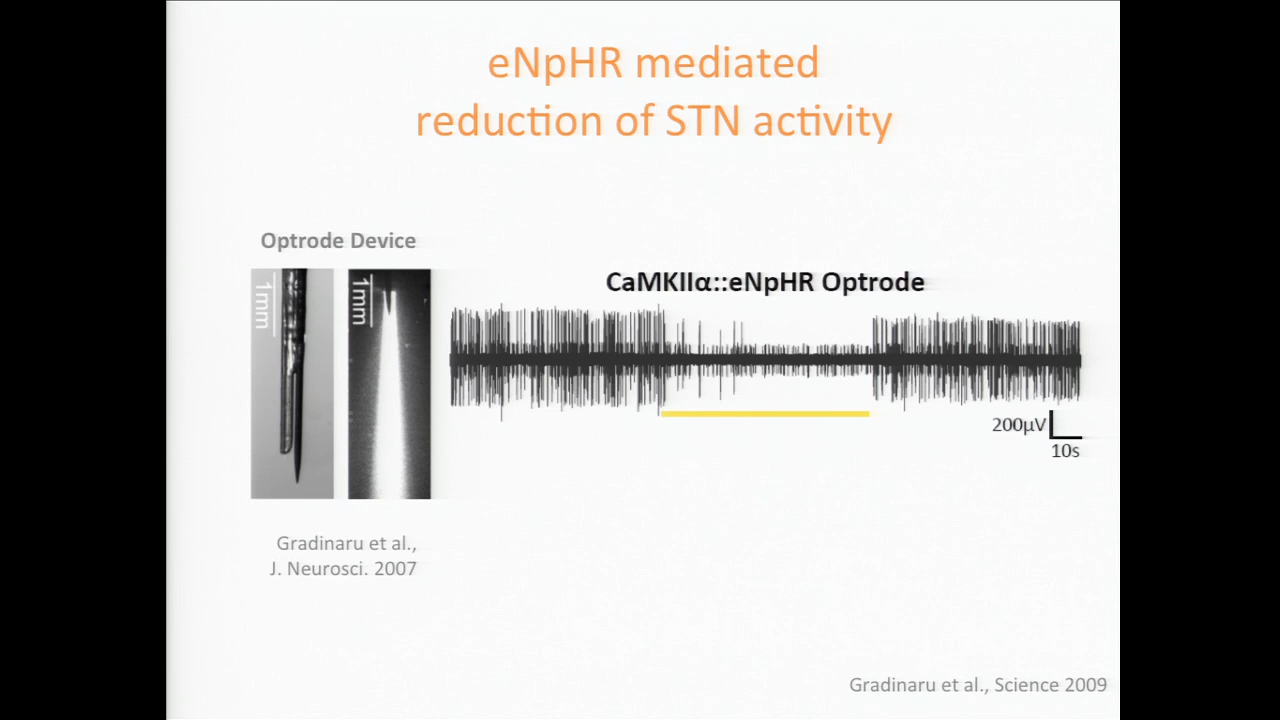 eNpHR mediated
reduction of STN activity
Optrode Device
1mm
1mm
CaMKIIα::eNpHR Optrode
200µV
10s
Gradinaru et al.,
J. Neurosci. 2007
Gradinaru et al., Science 2009